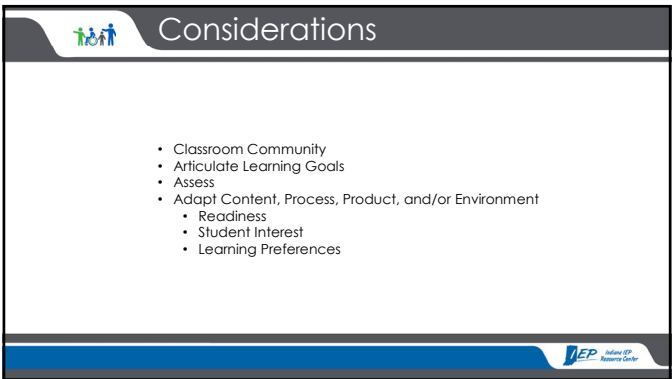 Considerations
• Classroom Community
• Articulate Learning Goals
• Assess
• Adapt Content, Process, Product, and/or Environment
• Readiness
• Student Interest
• Learning Preferences
IEP Indiana IEP
Resource Center